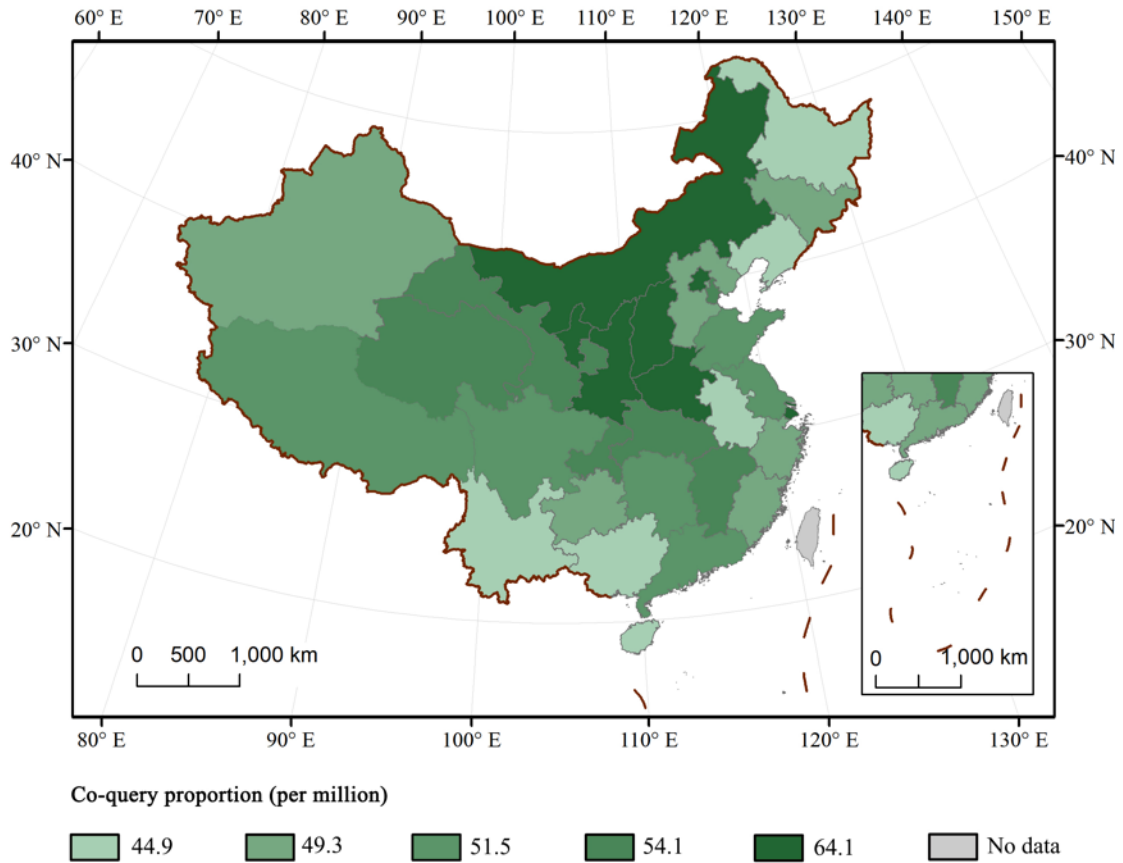 60° E 70° E 80° E 90° E 100° E 110° E 120° E 130° E 140° E 150° E
40° N 40° N
30° N 30° N
20° N 20° N
0 500 1,000 km
0 1,000 km
80° E 90° E 100° E 110° E 120° E 130° E
Co-query proportion (per million)
44.9 49.3 51.5 54.1 64.1 No data